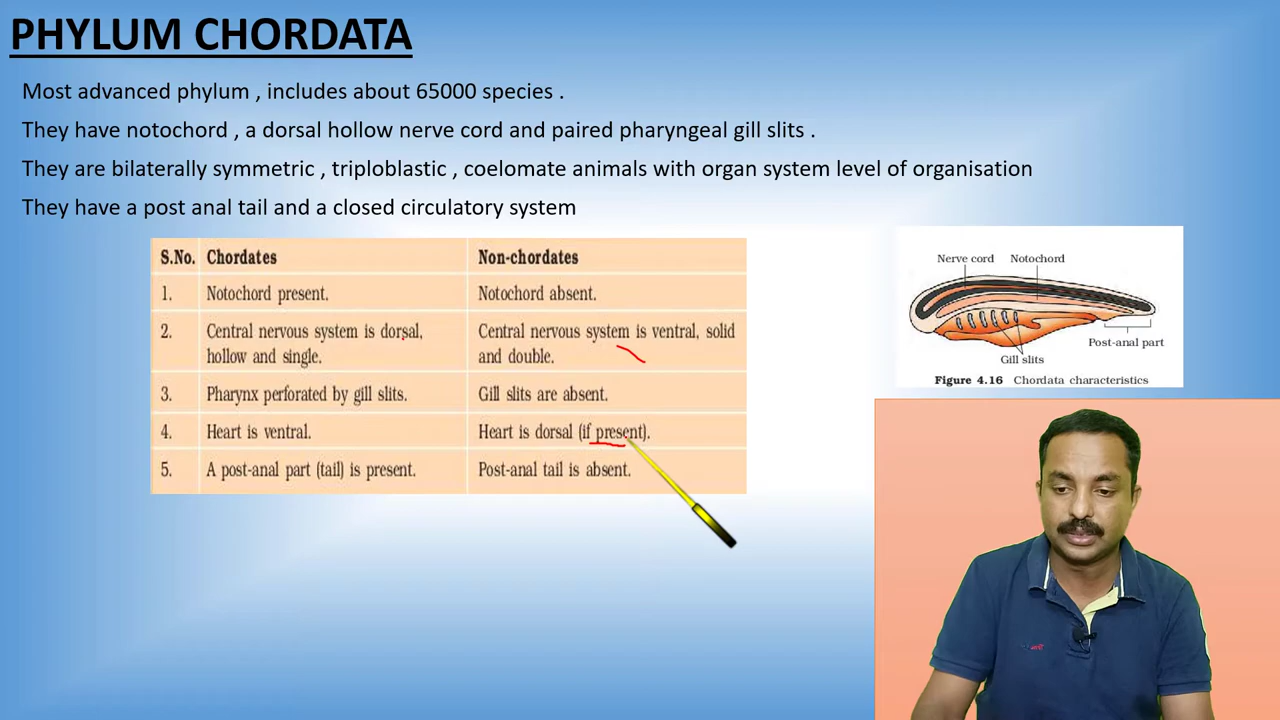 PHYLUM CHORDATA
Most advanced phylum , includes about 65000 species .
They have notochord , a dorsal hollow nerve cord and paired pharyngeal gill slits .
They are bilaterally symmetric , triploblastic , coelomate animals with organ system level of organisation
They have a post anal tail and a closed circulatory system
S.No. Chordates Non-chordates
1. Notochord present. Notochord absent.
2. Central nervous system is dorsal, Central nervous system is ventral, solid
hollow and single. and double.
3. Pharynx perforated by gill slits. Gill slits are absent.
4. Heart is ventral. Heart is dorsal (if present).
5. A post-anal part (tail) is present. Post-anal tail is absent.
Nerve cord Notochord
Post-anal part
Gill slits
Figure 4.16 Chordata characteristics